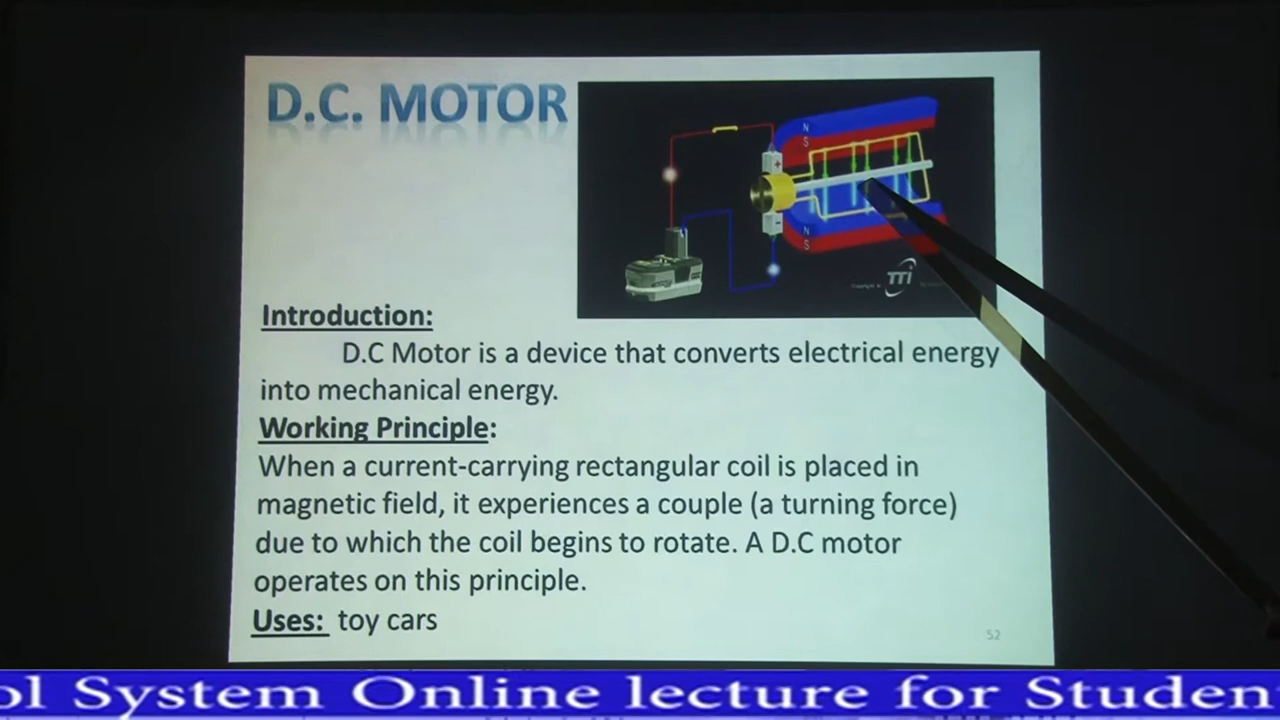 D.C. MOTOR
N
S
+
-
N
S
Copyright
TTi
Introduction:
D.C Motor is a device that converts electrical energy
into mechanical energy.
Working Principle:
When a current-carrying rectangular coil is placed in
magnetic field, it experiences a couple (a turning force)
due to which the coil begins to rotate. A D.C motor
operates on this principle.
Uses: toy cars
52
ol System Online lecture for Studen